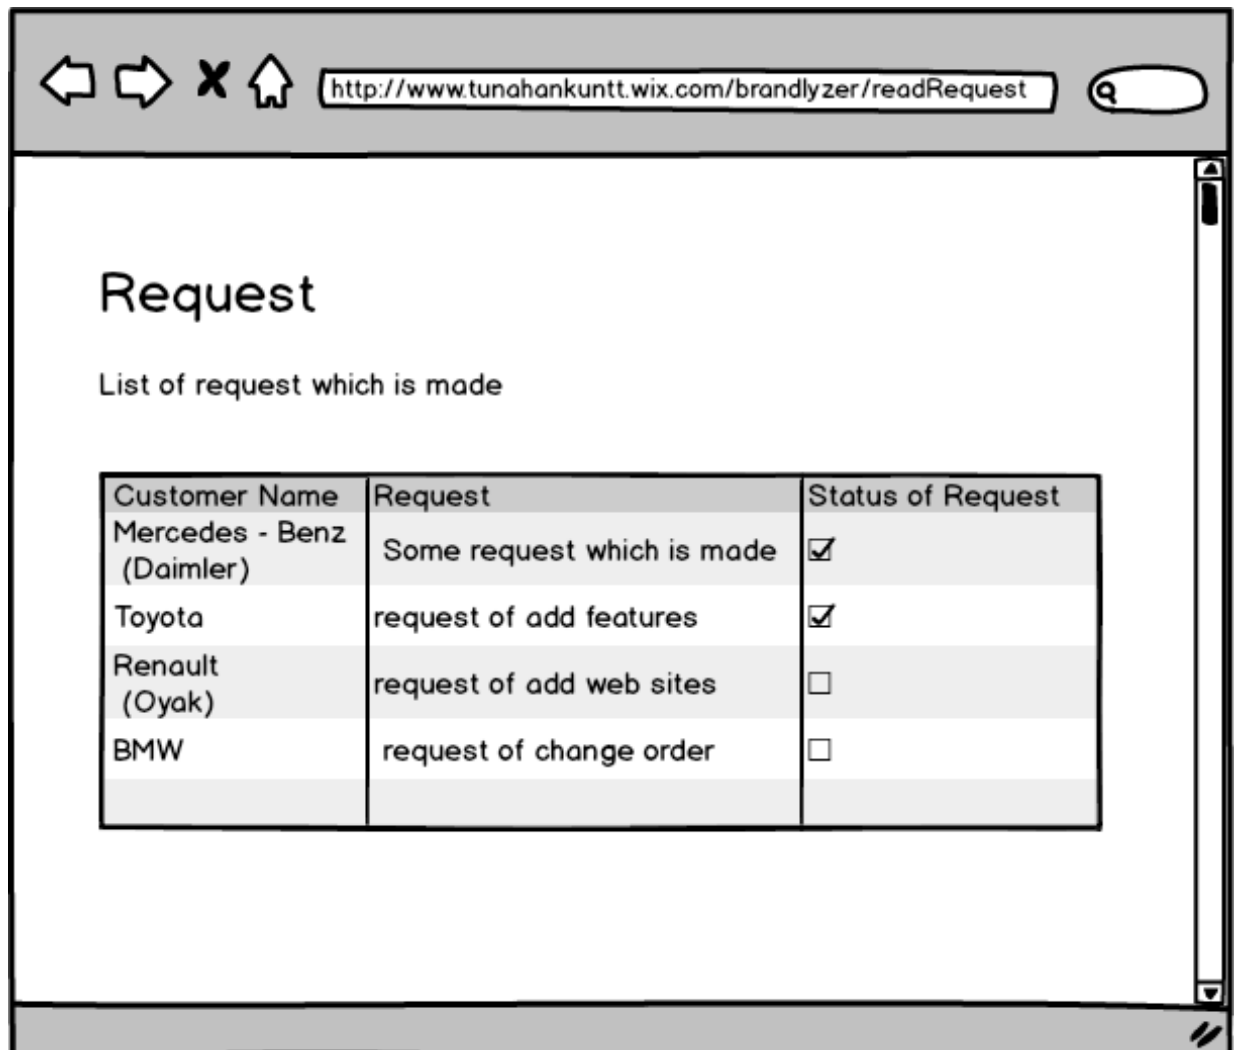 http://www.tunahankuntt.wix.com/brandlyzer/readRequest
Request
List of request which is made
Customer Name Request Status of Request
Mercedes - Benz
(Daimler)
Some request which is made
Toyota request of add features
Renault
(Oyak)
request of add web sites
BMW request of change order